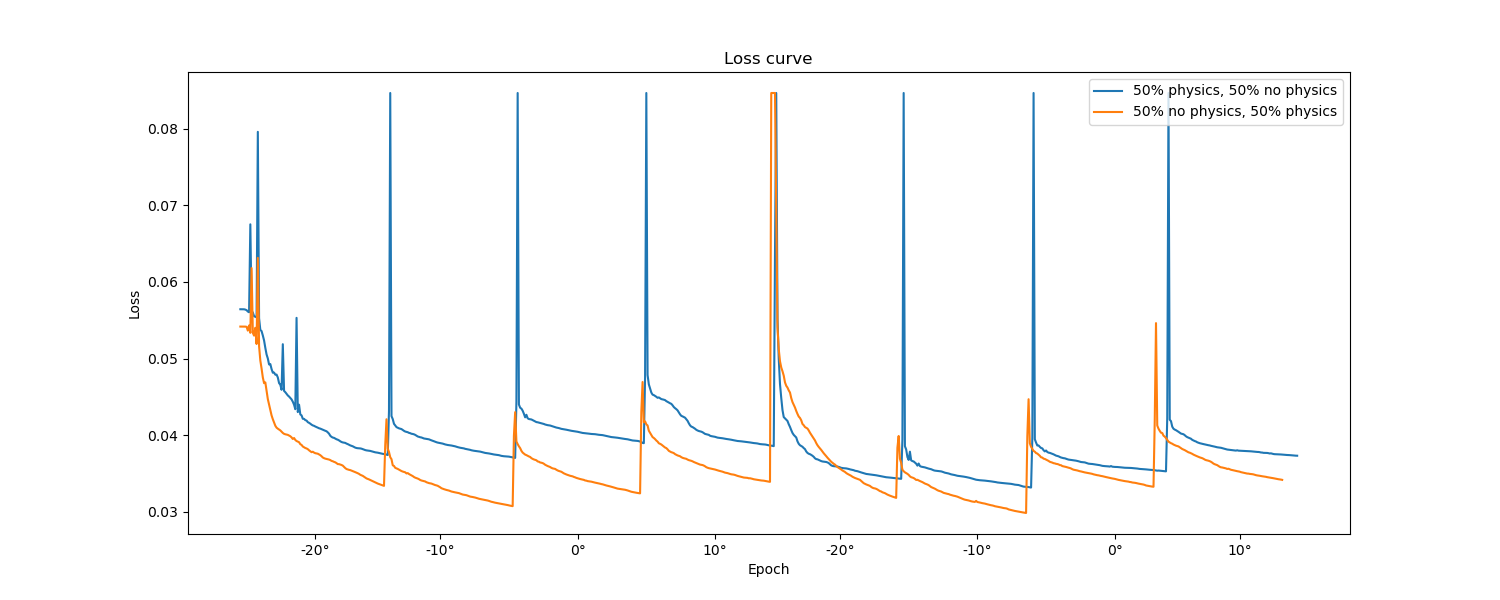 Loss curve
50% physics, 50% no physics
50% no physics, 50% physics
0.08
0.07
0.06
0.05
0.04
0.03
Loss
-20°
-10°
0°
10°
-20°
-10°
0°
10°
Epoch